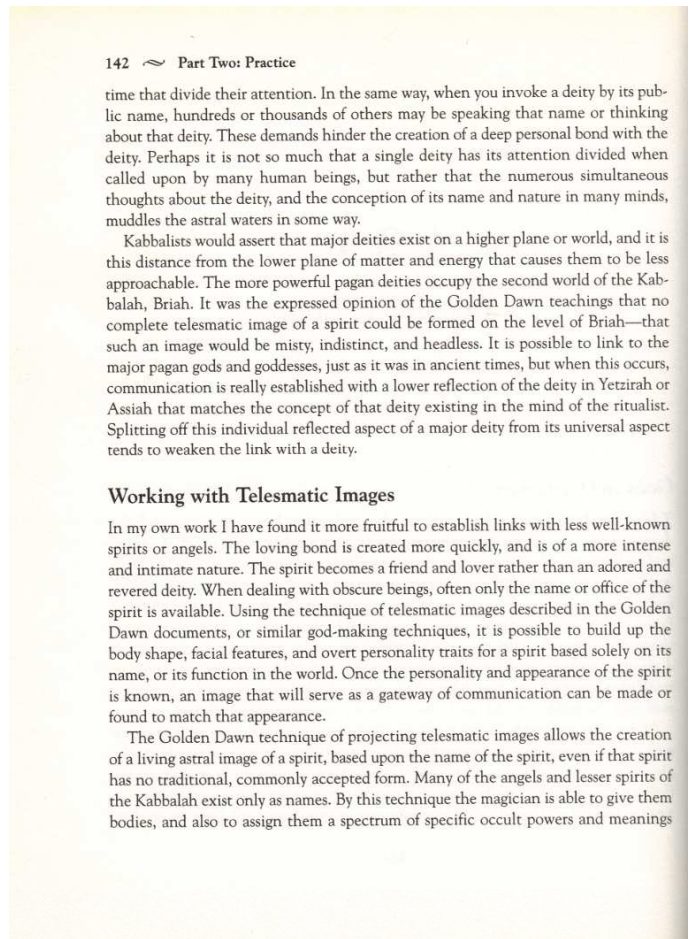 142 ~ Part Two: Practice
time that divide their attention. In the same way, when you invoke a deity by its pub-
lic name, hundreds or thousands of others may be speaking that name or thinking
about that deity. These demands hinder the creation of a deep personal bond with the
deity. Perhaps it is not so much that a single deity has its attention divided when
called upon by many human beings, but rather that the numerous simultaneous
thoughts about the deity, and the conception of its name and nature in many minds,
muddles the astral waters in some way.
Kabbalists would assert that major deities exist on a higher plane or world, and it is
this distance from the lower plane of matter and energy that causes them to be less
approachable. The more powerful pagan deities occupy the second world of the Kab-
balah, Briah. It was the expressed opinion of the Golden Dawn teachings that no
complete telesmatic image of a spirit could be formed on the level of Briah—that
such an image would be misty, indistinct, and headless. It is possible to link to the
major pagan gods and goddesses, just as it was in ancient times, but when this occurs,
communication is really established with a lower reflection of the deity in Yetzirah or
Assiah that matches the concept of that deity existing in the mind of the ritualist.
Splitting off this individual reflected aspect of a major deity from its universal aspect
tends to weaken the link with a deity.
Working with Telesmatic Images
In my own work I have found it more fruitful to establish links with less well-known
spirits or angels. The loving bond is created more quickly, and is of a more intense
and intimate nature. The spirit becomes a friend and lover rather than an adored and
revered deity. When dealing with obscure beings, often only the name or office of the
spirit is available. Using the technique of telesmatic images described in the Golden
Dawn documents, or similar god-making techniques, it is possible to build up the
body shape, facial features, and overt personality traits for a spirit based solely on its
name, or its function in the world. Once the personality and appearance of the spirit
is known, an image that will serve as a gateway of communication can be made or
found to match that appearance.
The Golden Dawn technique of projecting telesmatic images allows the creation
of a living astral image of a spirit, based upon the name of the spirit, even if that spirit
has no traditional, commonly accepted form. Many of the angels and lesser spirits of
the Kabbalah exist only as names. By this technique the magician is able to give them
bodies, and also to assign them a spectrum of specific occult powers and meanings